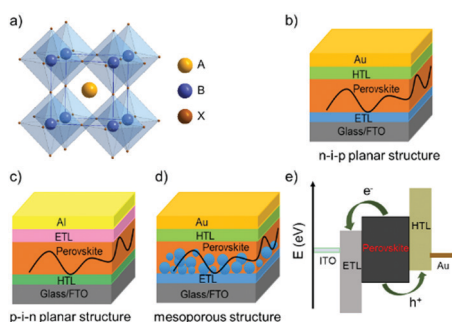 a)
A
B
X
b)
Au
HTL
Perovskite
ETL
Glass/FTO
n-i-p planar structure
c)
Al
ETL
Perovskite
HTL
Glass/FTO
p-i-n planar structure
d)
Au
HTL
Perovskite
ETL
Glass/FTO
mesoporous structure
e)
E (eV)
e-
ITO
ETL
Perovskite
HTL
Au
h+